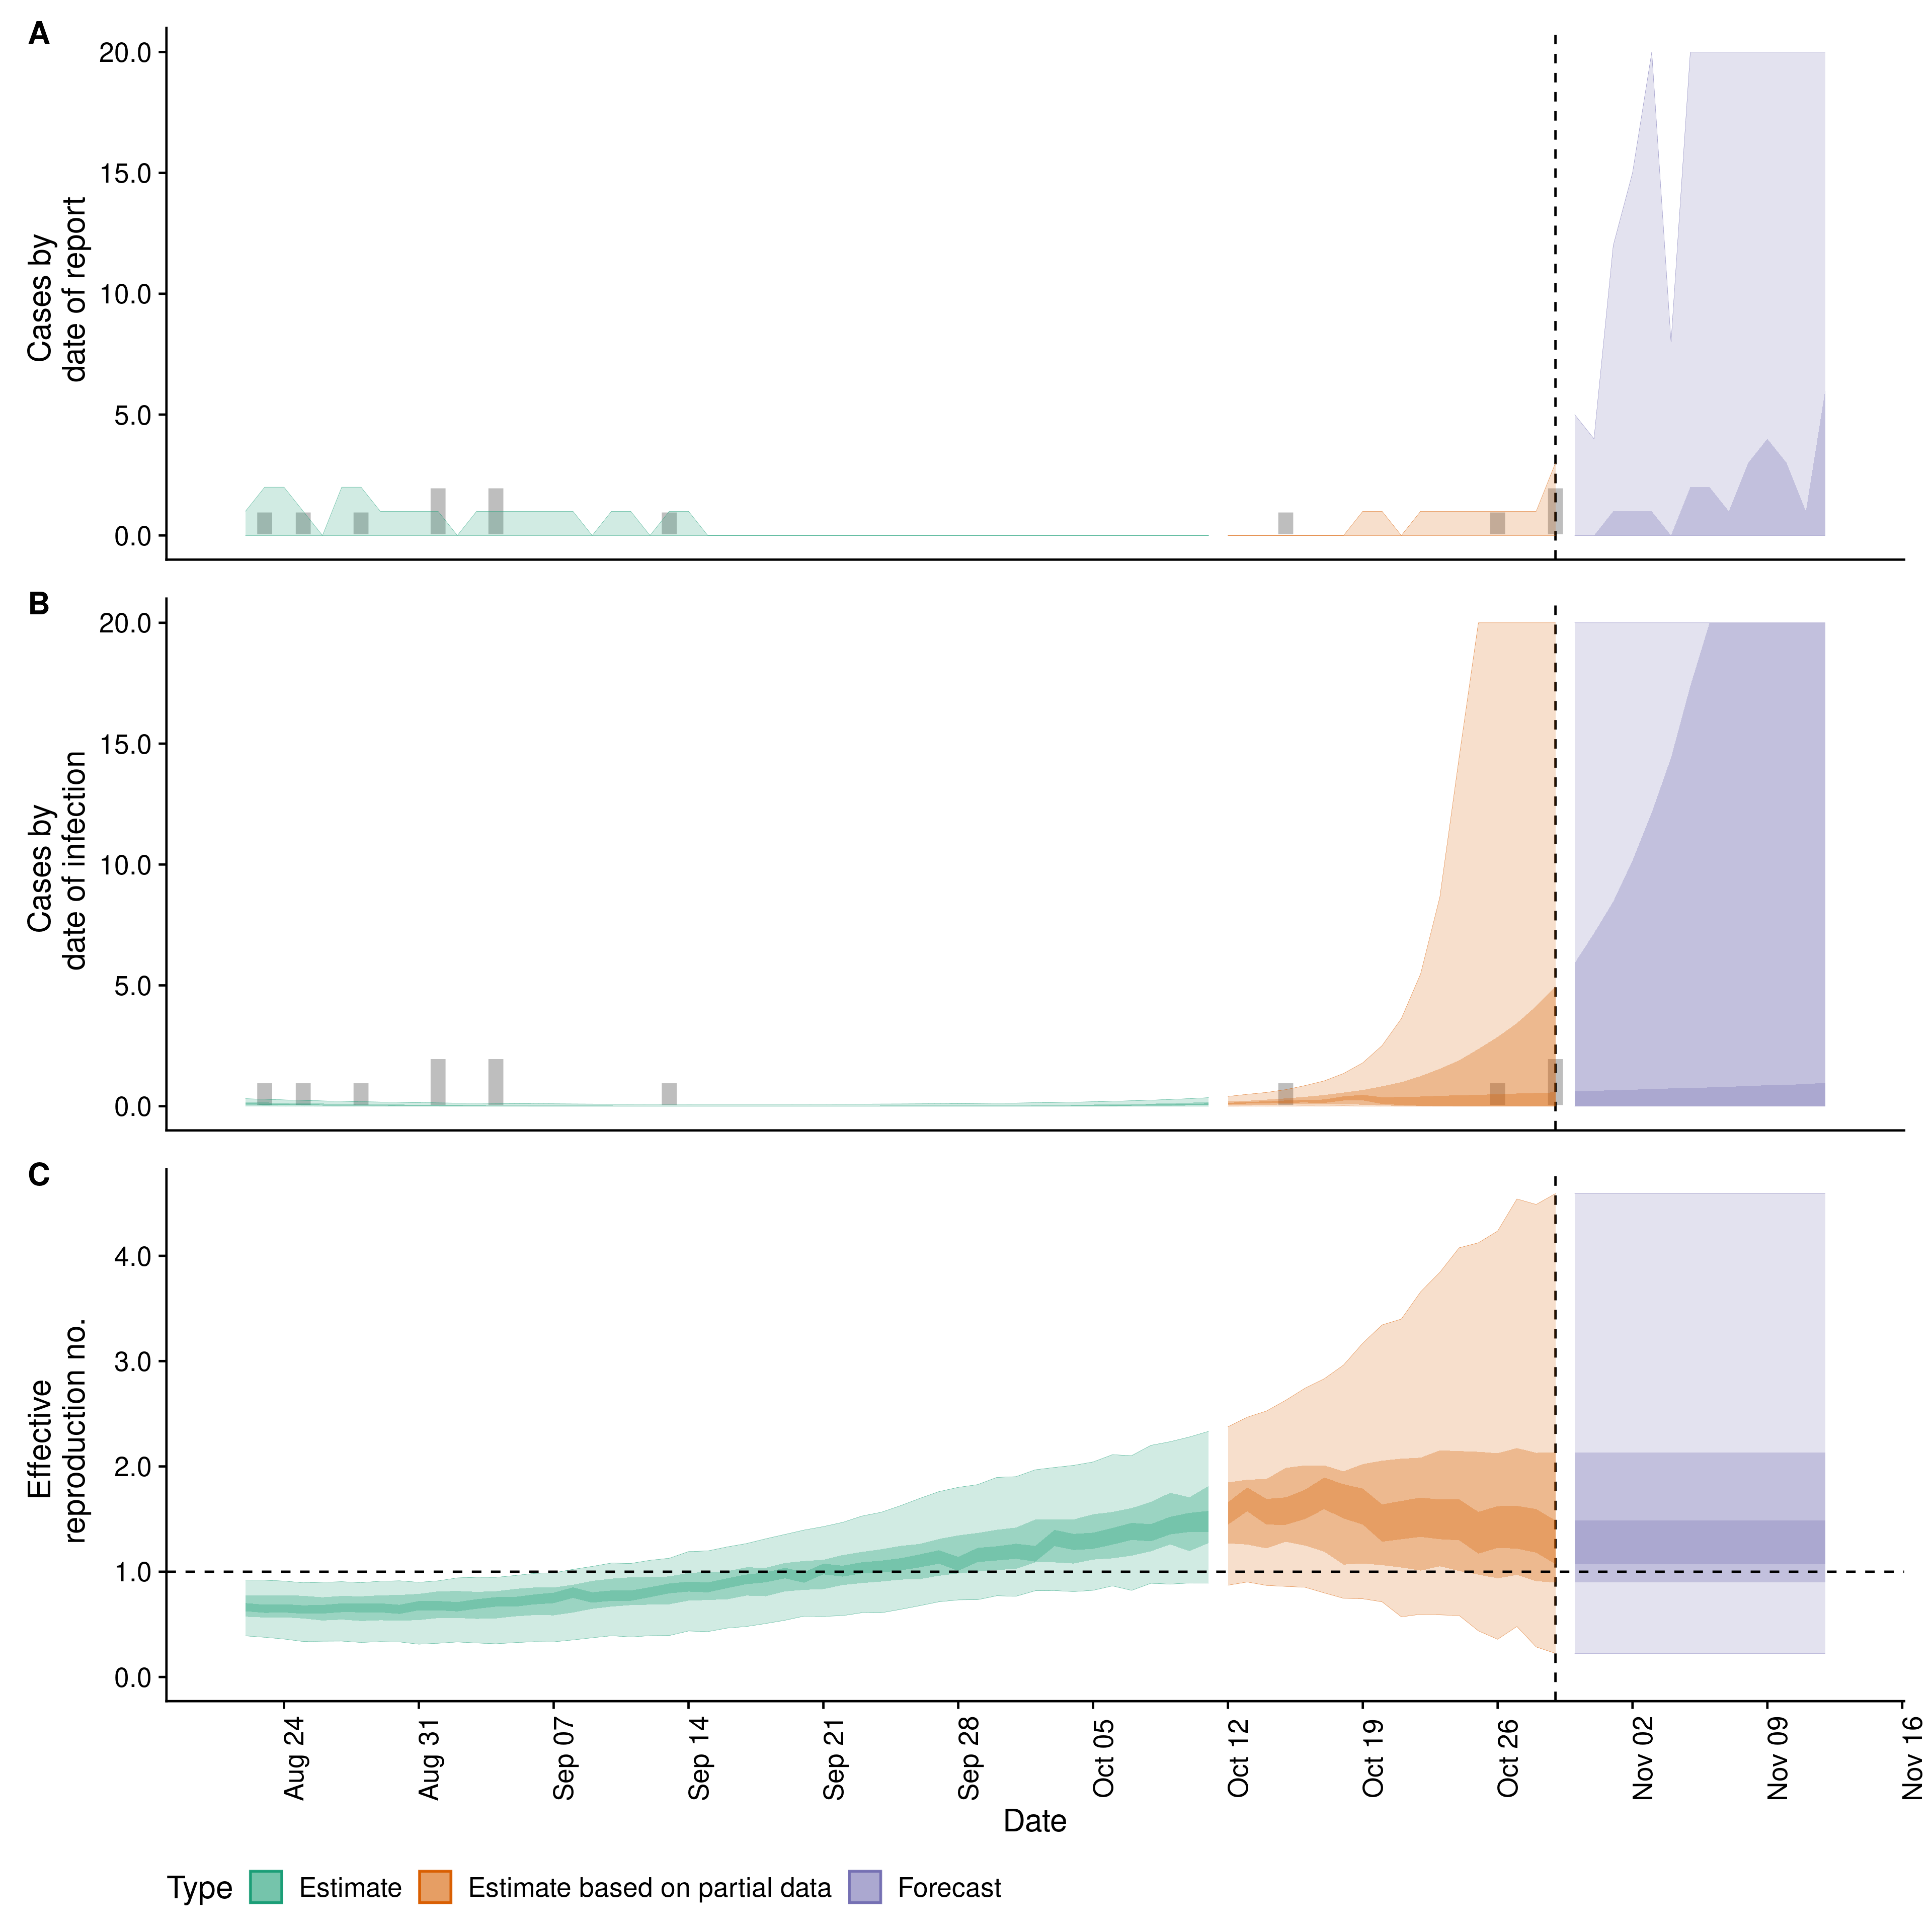 A
20.0
15.0
10.0
5.0
0.0
Cases by
date of report
B
20.0
15.0
10.0
5.0
0.0
Cases by
date of infection
C
4.0
3.0
2.0
1.0
0.0
Effective
reproduction no.
Aug 24
Aug 31
Sep 07
Sep 14
Sep 21
Sep 28
Oct 05
Oct 12
Oct 19
Oct 26
Nov 02
Nov 09
Nov 16
Date
Type Estimate Estimate based on partial data Forecast